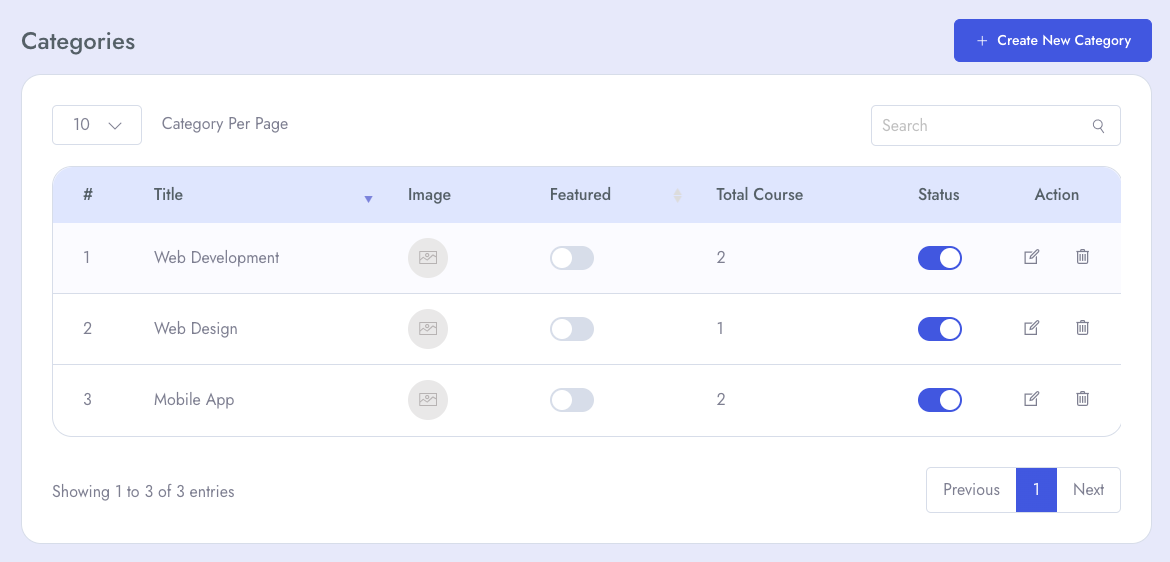 Categories
Create New Category
10 Category Per Page
Search
# Title Image Featured Total Course Status Action
1 Web Development 2
2 Web Design 1
3 Mobile App 2
Showing 1 to 3 of 3 entries
Previous 1 Next